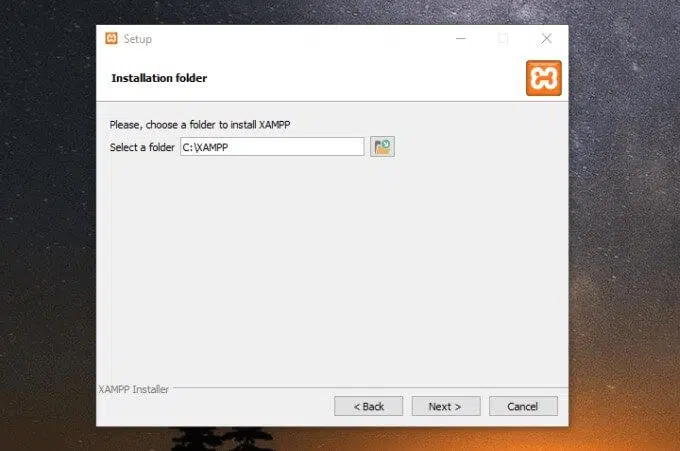 Setup
Installation folder
Please, choose a folder to install XAMPP
Select a folder C:\XAMPP
XAMPP Installer
< Back Next > Cancel